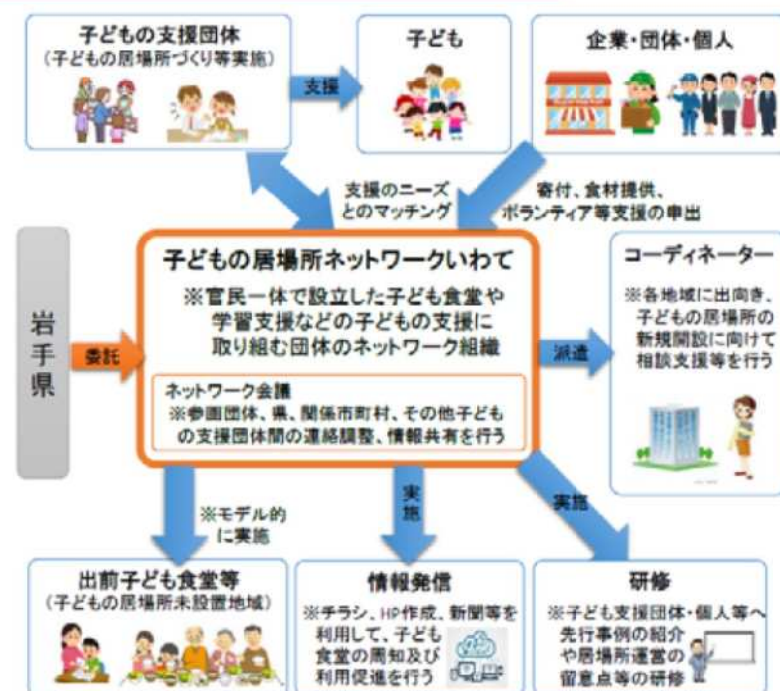 子どもの支援団体
(子どもの居場所づくり等実施)
支援
子ども
企業・団体・個人
支援のニーズ
とのマッチング
寄付、食材提供、
ボランティア等支援の申出
岩手県
委託
子どもの居場所ネットワークいわて
※官民一体で設立した子ども食堂や
学習支援などの子どもの支援に
取り組む団体のネットワーク組織
ネットワーク会議
※参画団体、県、関係市町村、その他子ども
の支援団体間の連絡調整、情報共有を行う
派遣
コーディネーター
※各地域に出向き、
子どもの居場所の
新規開設に向けて
相談支援等を行う
※モデル的
に実施
実施
実施
出前子ども食堂等
(子どもの居場所未設置地域)
情報発信
※チラシ、HP作成、新聞等を
利用して、子ども
食堂の周知及び
利用促進を行う
研修
※子ども支援団体・個人等へ
先行事例の紹介
や居場所運営の
留意点等の研修